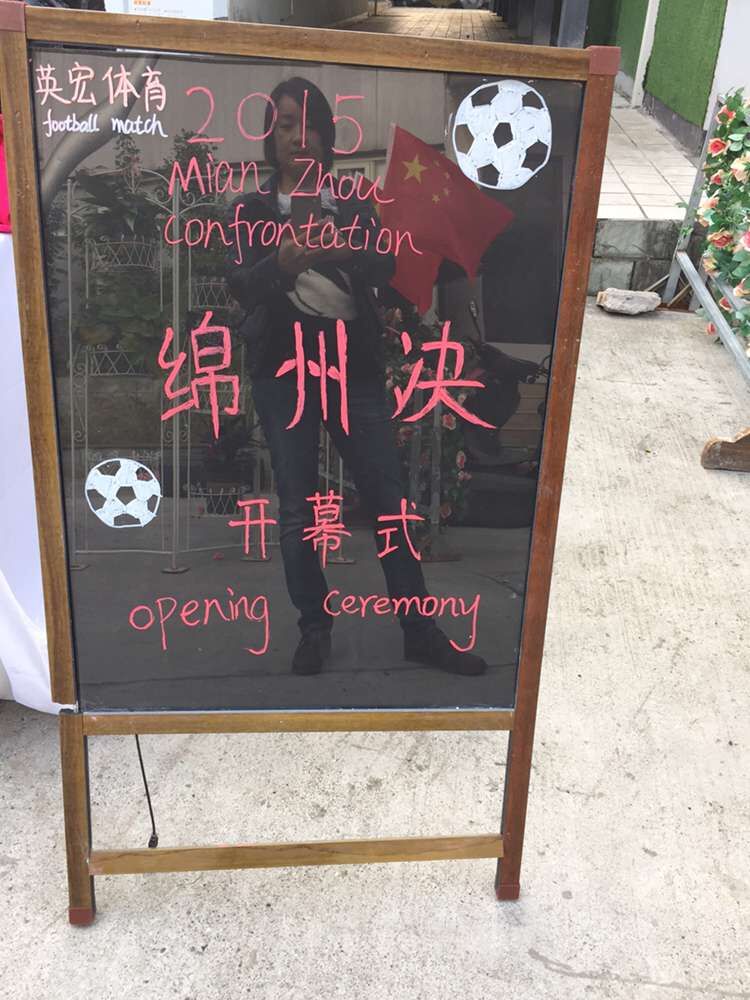 英宏体育
football match
2015
Mian Zhou
Confrontation
绵州决
开幕式
opening ceremony